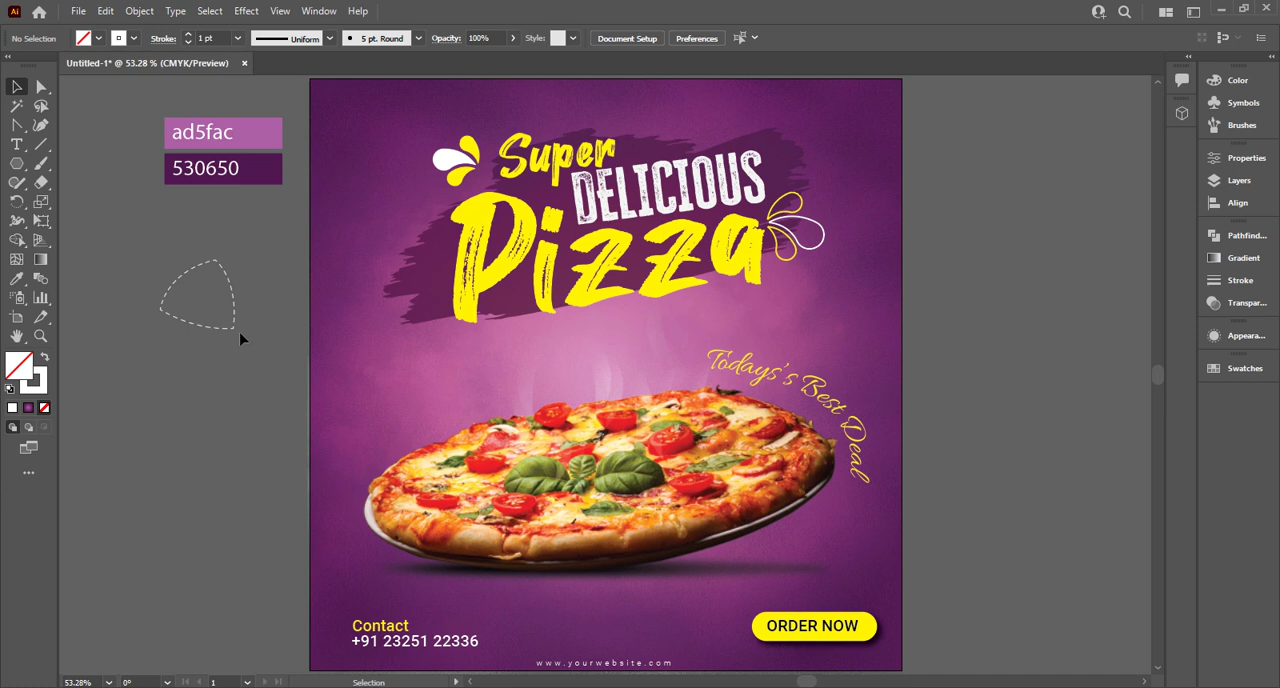 Ai
File Edit Object Type Select Effect View Window Help
No Selection Stroke: 1 pt Uniform 5 pt. Round Opacity: 100% Style: Document Setup Preferences
Untitled-1* @ 53.28 % (CMYK/Preview) ×
ad5fac
530650
Super
DELICIOUS
Pizza
Todays's Best Deal
Contact
+91 23251 22336
ORDER NOW
www.yourwebsite.com
Color
Symbols
Brushes
Properties
Layers
Align
Pathfind...
Gradient
Stroke
Transpar...
Appeara...
Swatches
53.28% 0° 1 Selection